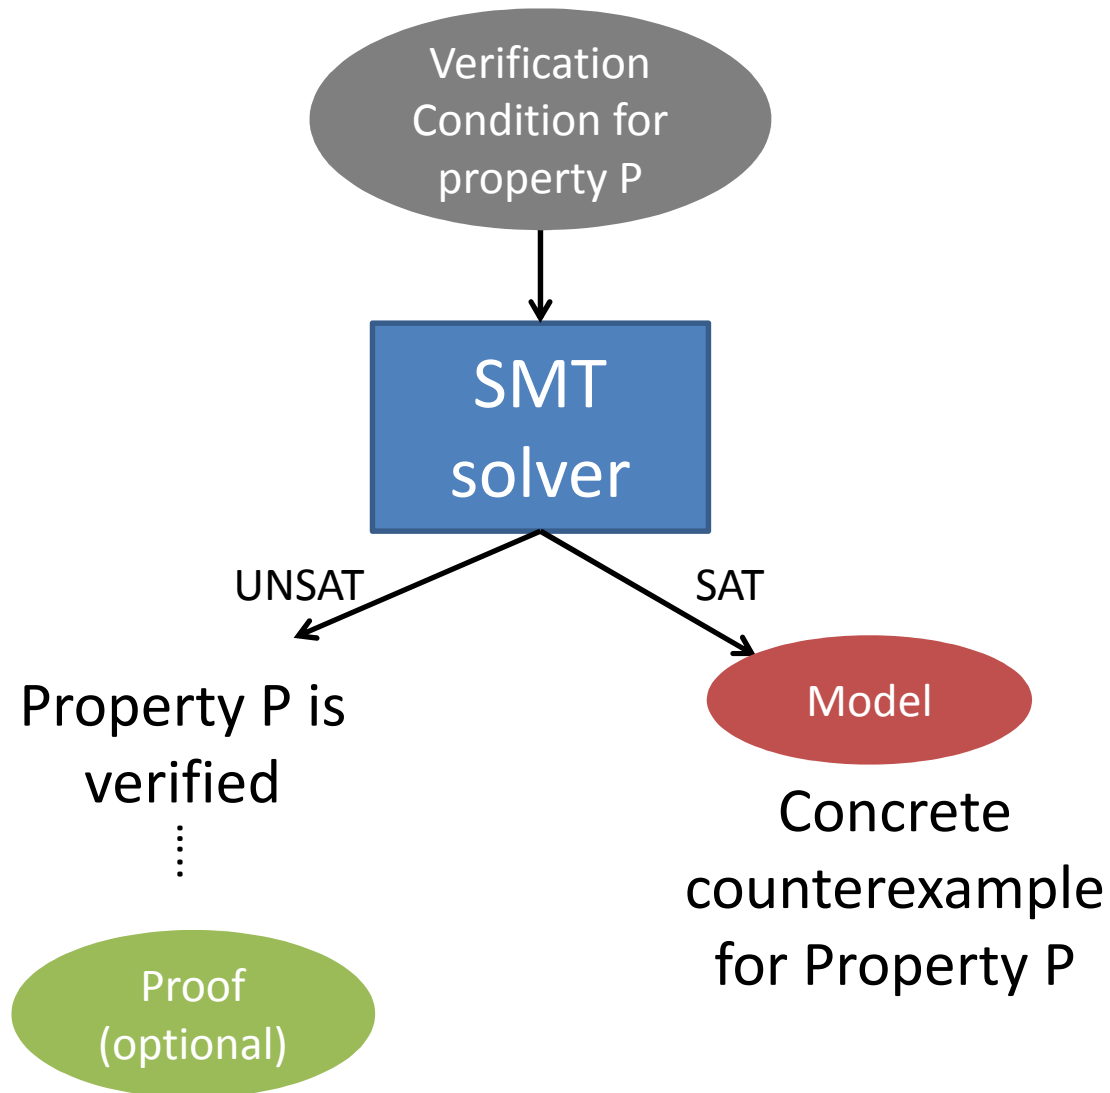 Verification
Condition for
property P
SMT
solver
UNSAT
SAT
Property P is
verified
Model
Concrete
counterexample
for Property P
Proof
(optional)